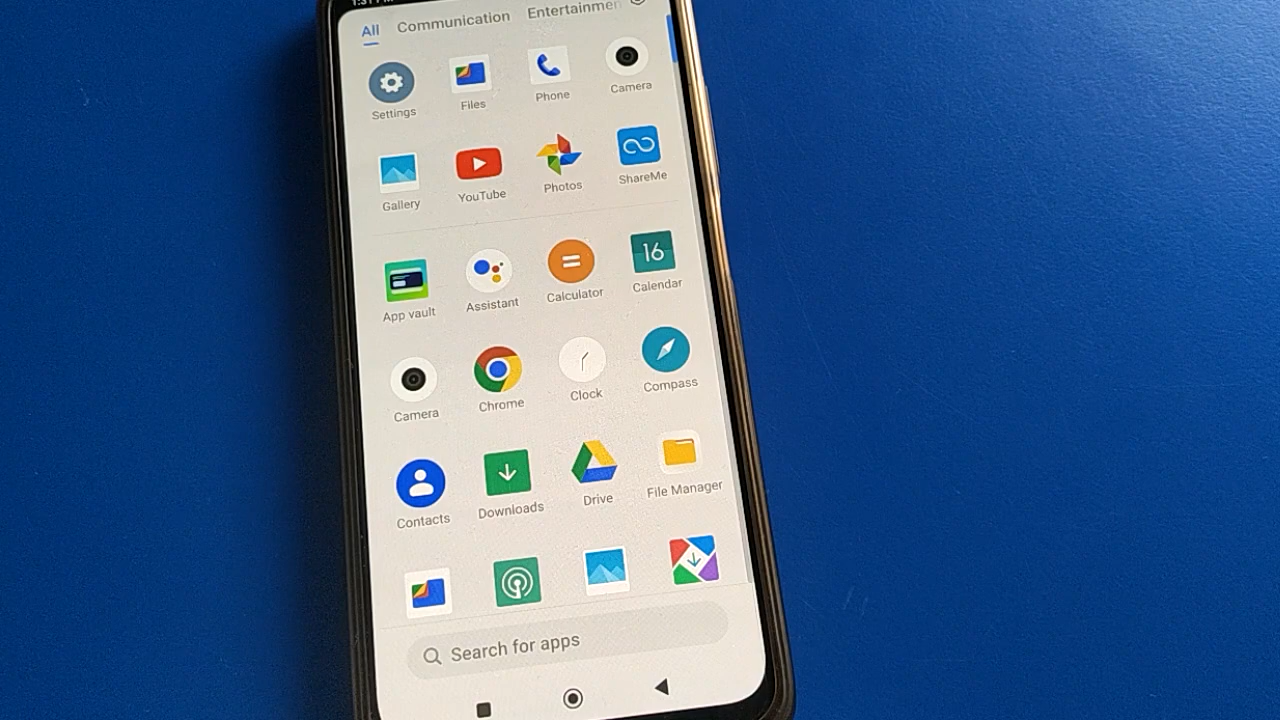 All Communication Entertainmen
Settings Files Phone Camera
Gallery YouTube Photos ShareMe
16
App vault Assistant Calculator Calendar
Camera Chrome Clock Compass
Contacts Downloads Drive File Manager
Search for apps